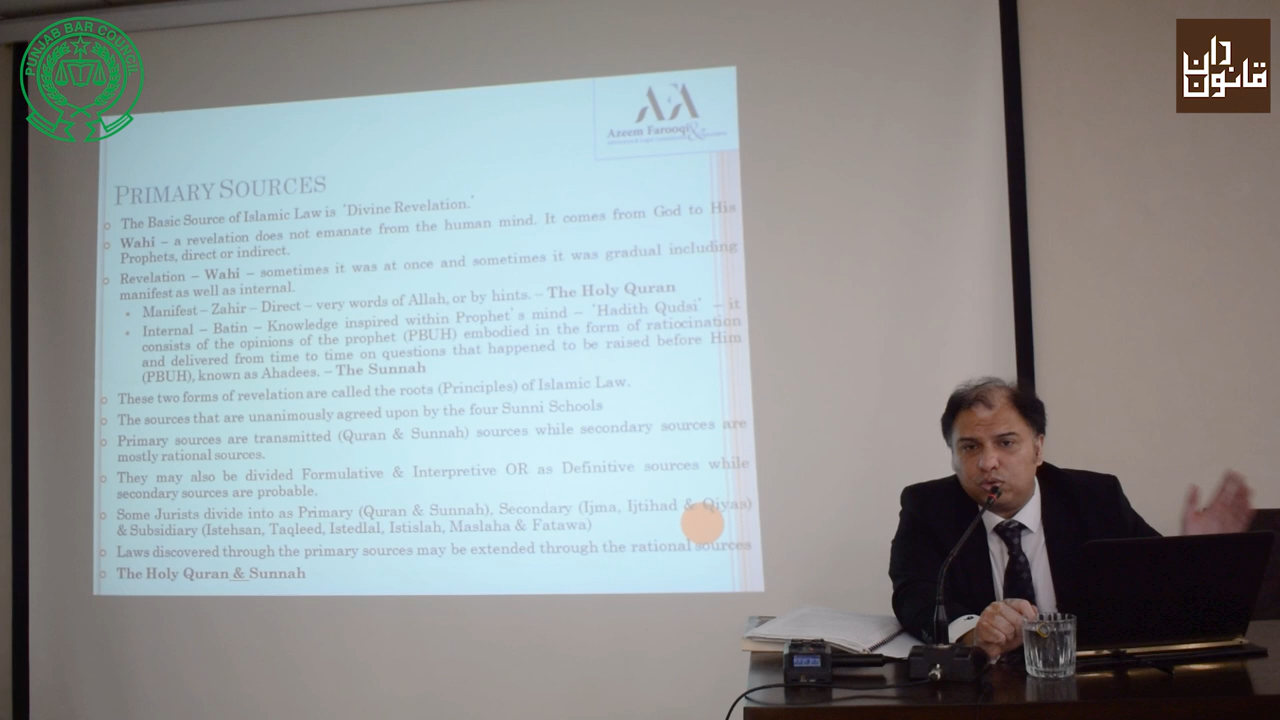 PUNJAB BAR COUNCIL
قانون دان
AFA
Azeem Farooqi &
PRIMARY SOURCES
The Basic Source of Islamic Law is 'Divine Revelation.'
Wahi – a revelation does not emanate from the human mind. It comes from God to His
Prophets, direct or indirect.
Revelation – Wahi – sometimes it was at once and sometimes it was gradual including
manifest as well as internal.
Manifest – Zahir – Direct – very words of Allah, or by hints. – The Holy Quran
Internal – Batin – Knowledge inspired within Prophet's mind – 'Hadith Qudsi' – it
consists of the opinions of the prophet (PBUH) embodied in the form of ratiocination
and delivered from time to time on questions that happened to be raised before Him
(PBUH), known as Ahadees. – The Sunnah
These two forms of revelation are called the roots (Principles) of Islamic Law.
The sources that are unanimously agreed upon by the four Sunni Schools
Primary sources are transmitted (Quran & Sunnah) sources while secondary sources are
mostly rational sources.
They may also be divided Formulative & Interpretive OR as Definitive sources while
secondary sources are probable.
Some Jurists divide into as Primary (Quran & Sunnah), Secondary (Ijma, Ijtihad & Qiyas)
& Subsidiary (Istehsan, Taqleed, Istedlal, Istislah, Maslaha & Fatawa)
Laws discovered through the primary sources may be extended through the rational sources
The Holy Quran & Sunnah